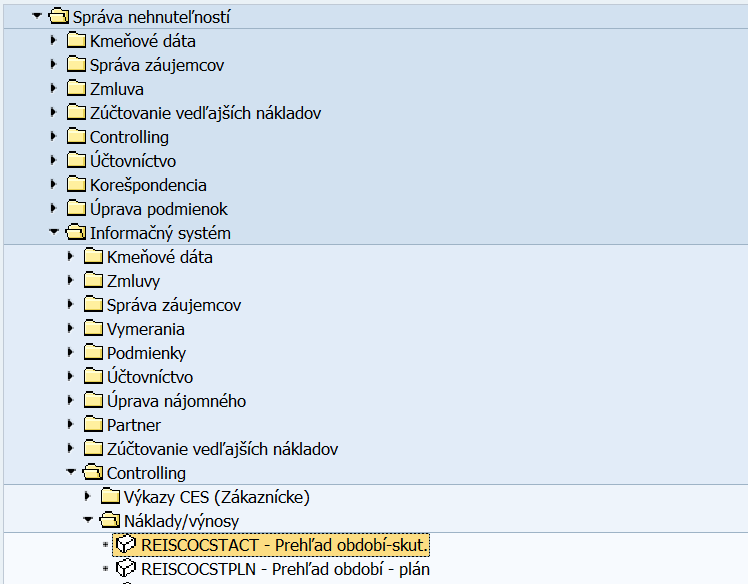 Správa nehnuteľností
Kmeňové dáta
Správa záujemcov
Zmluva
Zúčtovanie vedľajších nákladov
Controlling
Účtovníctvo
Korešpondencia
Úprava podmienok
Informačný systém
Kmeňové dáta
Zmluvy
Správa záujemcov
Vymerania
Podmienky
Účtovníctvo
Úprava nájomného
Partner
Zúčtovanie vedľajších nákladov
Controlling
Výkazy CES (Zákaznícke)
Náklady/výnosy
REISCOCSTACT - Prehľad období-skut.
REISCOCSTPLN - Prehľad období - plán